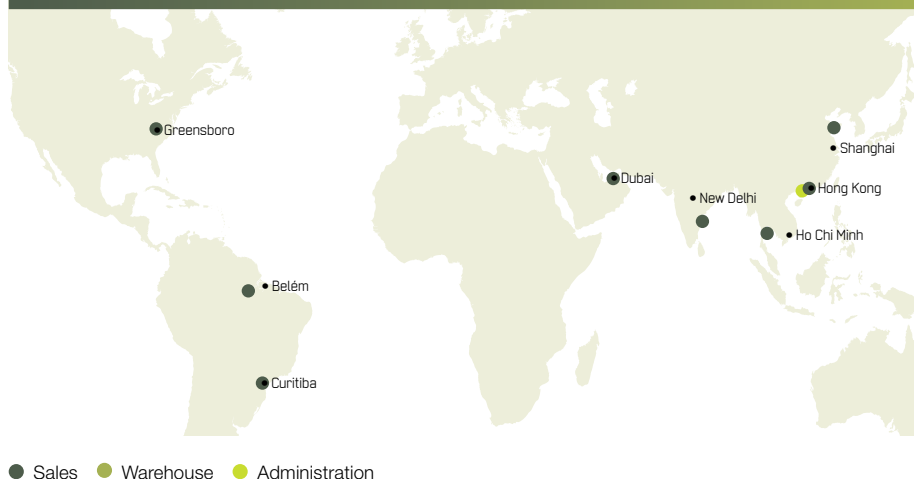 Greensboro
Shanghai
Dubai
Hong Kong
New Delhi
Ho Chi Minh
Belém
Curitiba
Sales Warehouse Administration